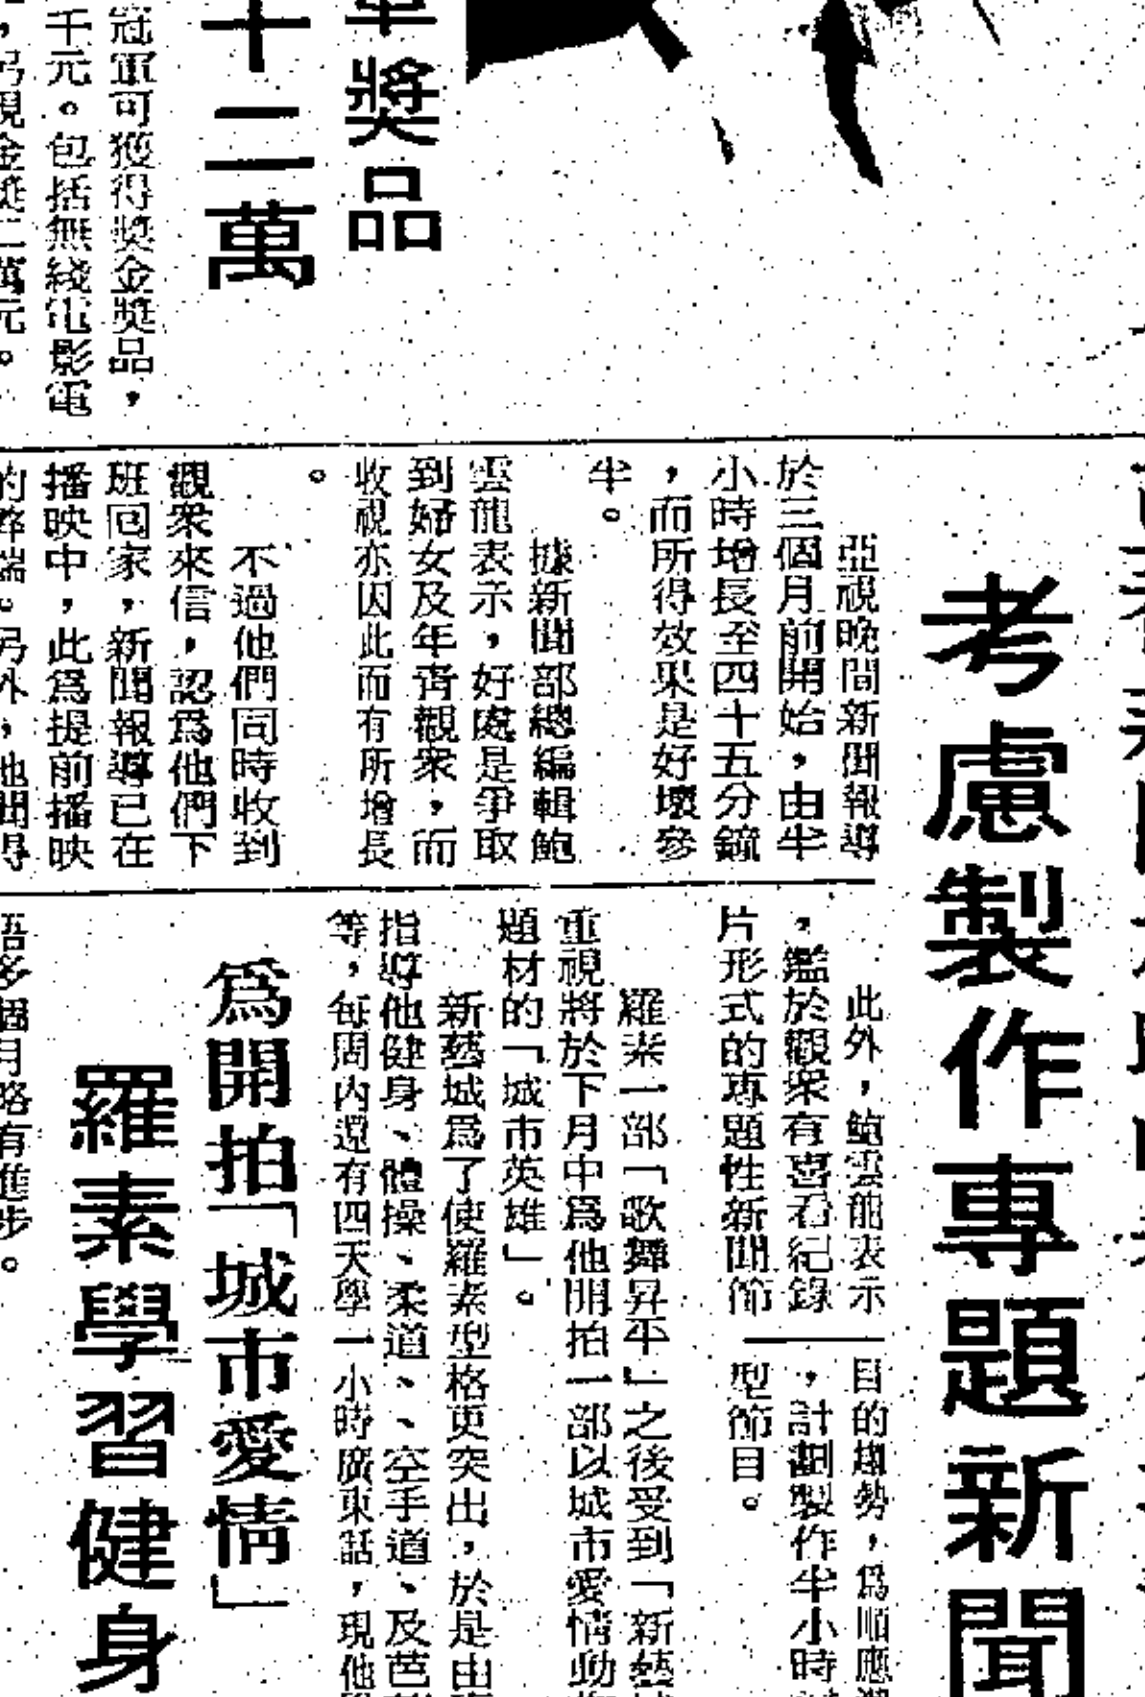 軍獎品
十二萬
冠軍可獲得獎金獎品，
千元。包括無綫電影電
，另現金獎二萬元。
考慮製作專題新聞
亞視晚間新聞報導
於三個月前開始，由半
小時增長至四十五分鐘
，而所得效果是好壞參
半。
據新聞部總編輯鮑
雲龍表示，好處是爭取
到婦女及年青觀衆，而
收視亦因此而有所增長
。
不過他們同時收到
觀衆來信，認爲他們下
班回家，新聞報導已在
播映中，此爲提前播映
的弊端。另外，他聞得
此外，鮑雲龍表示
，鑑於觀衆有喜看紀錄
片形式的專題性新聞節
目的趨勢，爲順應
，計劃製作半小時
型節目。
爲開拍「城市愛情」
羅素學習健身
羅素一部「歌舞昇平」之後受到「新藝城
重視將於下月中爲他開拍一部以城市愛情動
題材的「城市英雄」。
新藝城爲了使羅素型格更突出，於是由
指導他健身、體操、柔道、、空手道、及芭
等，每周內還有四天學一小時廣東話，現他
語多個月略有進步。